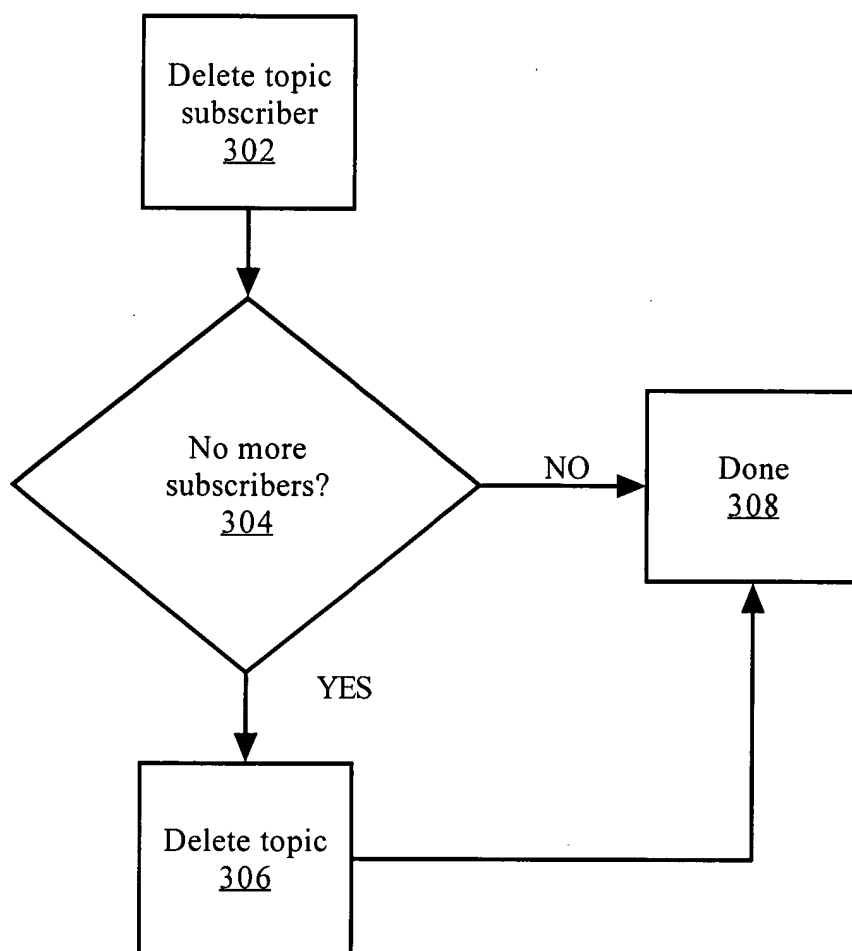 Delete topic
subscriber
302
No more
subscribers?
304
NO
Done
308
YES
Delete topic
306